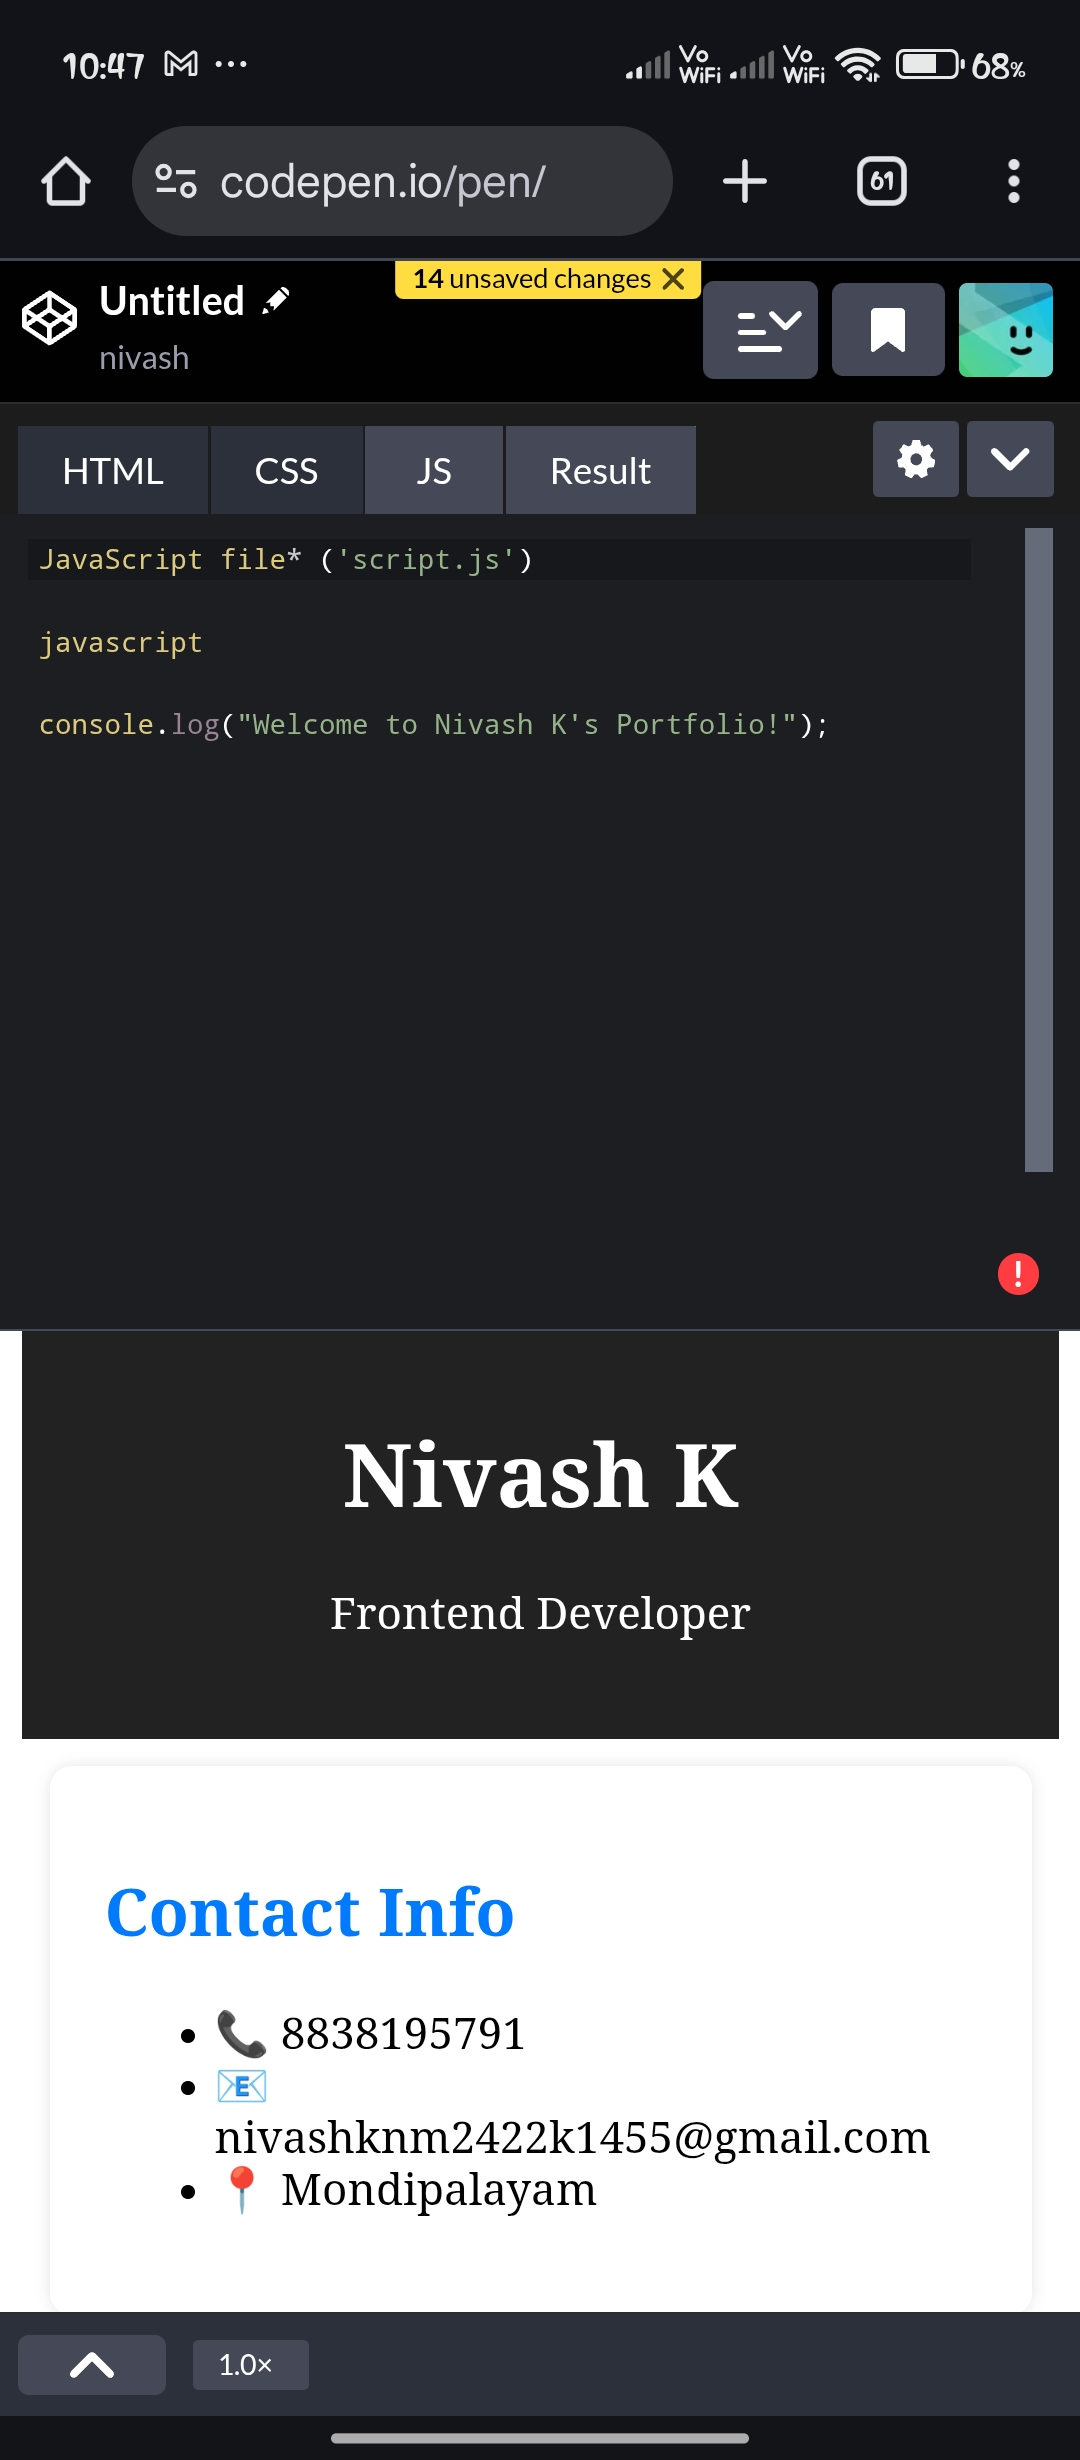 10:47
Vo WiFi
Vo WiFi
68%
codepen.io/pen/
61
14 unsaved changes
Untitled
nivash
HTML
CSS
JS
Result
JavaScript file* ('script.js')
javascript
console.log("Welcome to Nivash K's Portfolio!");
Nivash K
Frontend Developer
Contact Info
8838195791
nivashknm2422k1455@gmail.com
Mondipalayam
1.0×